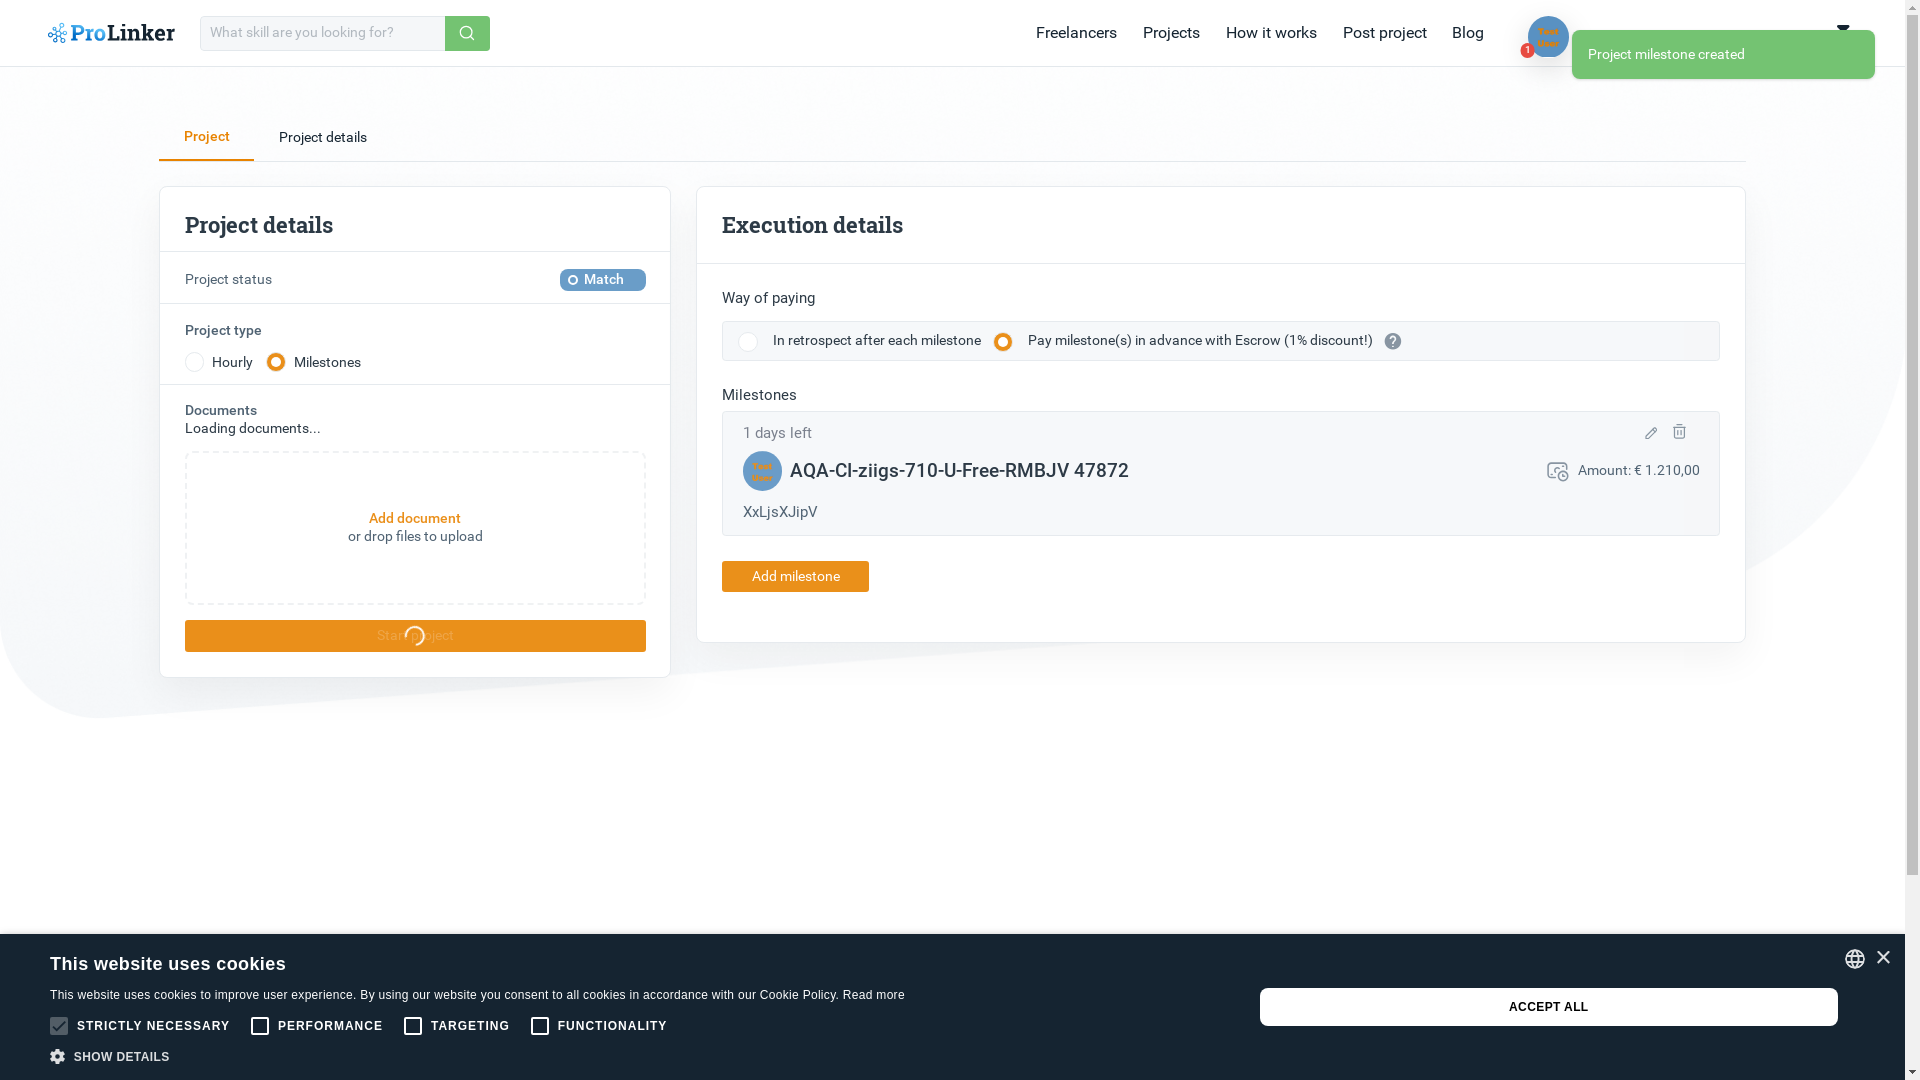 ProLinker
What skill are you looking for?
Freelancers
Projects
How it works
Post project
Blog
Test
User
1
Project milestone created
Project
Project details
Project details
Project status
Match
Project type
Hourly
Milestones
Documents
Loading documents...
Add document
or drop files to upload
Start project
Execution details
Way of paying
In retrospect after each milestone
Pay milestone(s) in advance with Escrow (1% discount!)
?
Milestones
1 days left
Test
User
AQA-CI-ziigs-710-U-Free-RMBJV 47872
Amount: € 1.210,00
XxLjsXJipV
Add milestone
This website uses cookies
This website uses cookies to improve user experience. By using our website you consent to all cookies in accordance with our Cookie Policy. Read more
STRICTLY NECESSARY
PERFORMANCE
TARGETING
FUNCTIONALITY
SHOW DETAILS
ACCEPT ALL